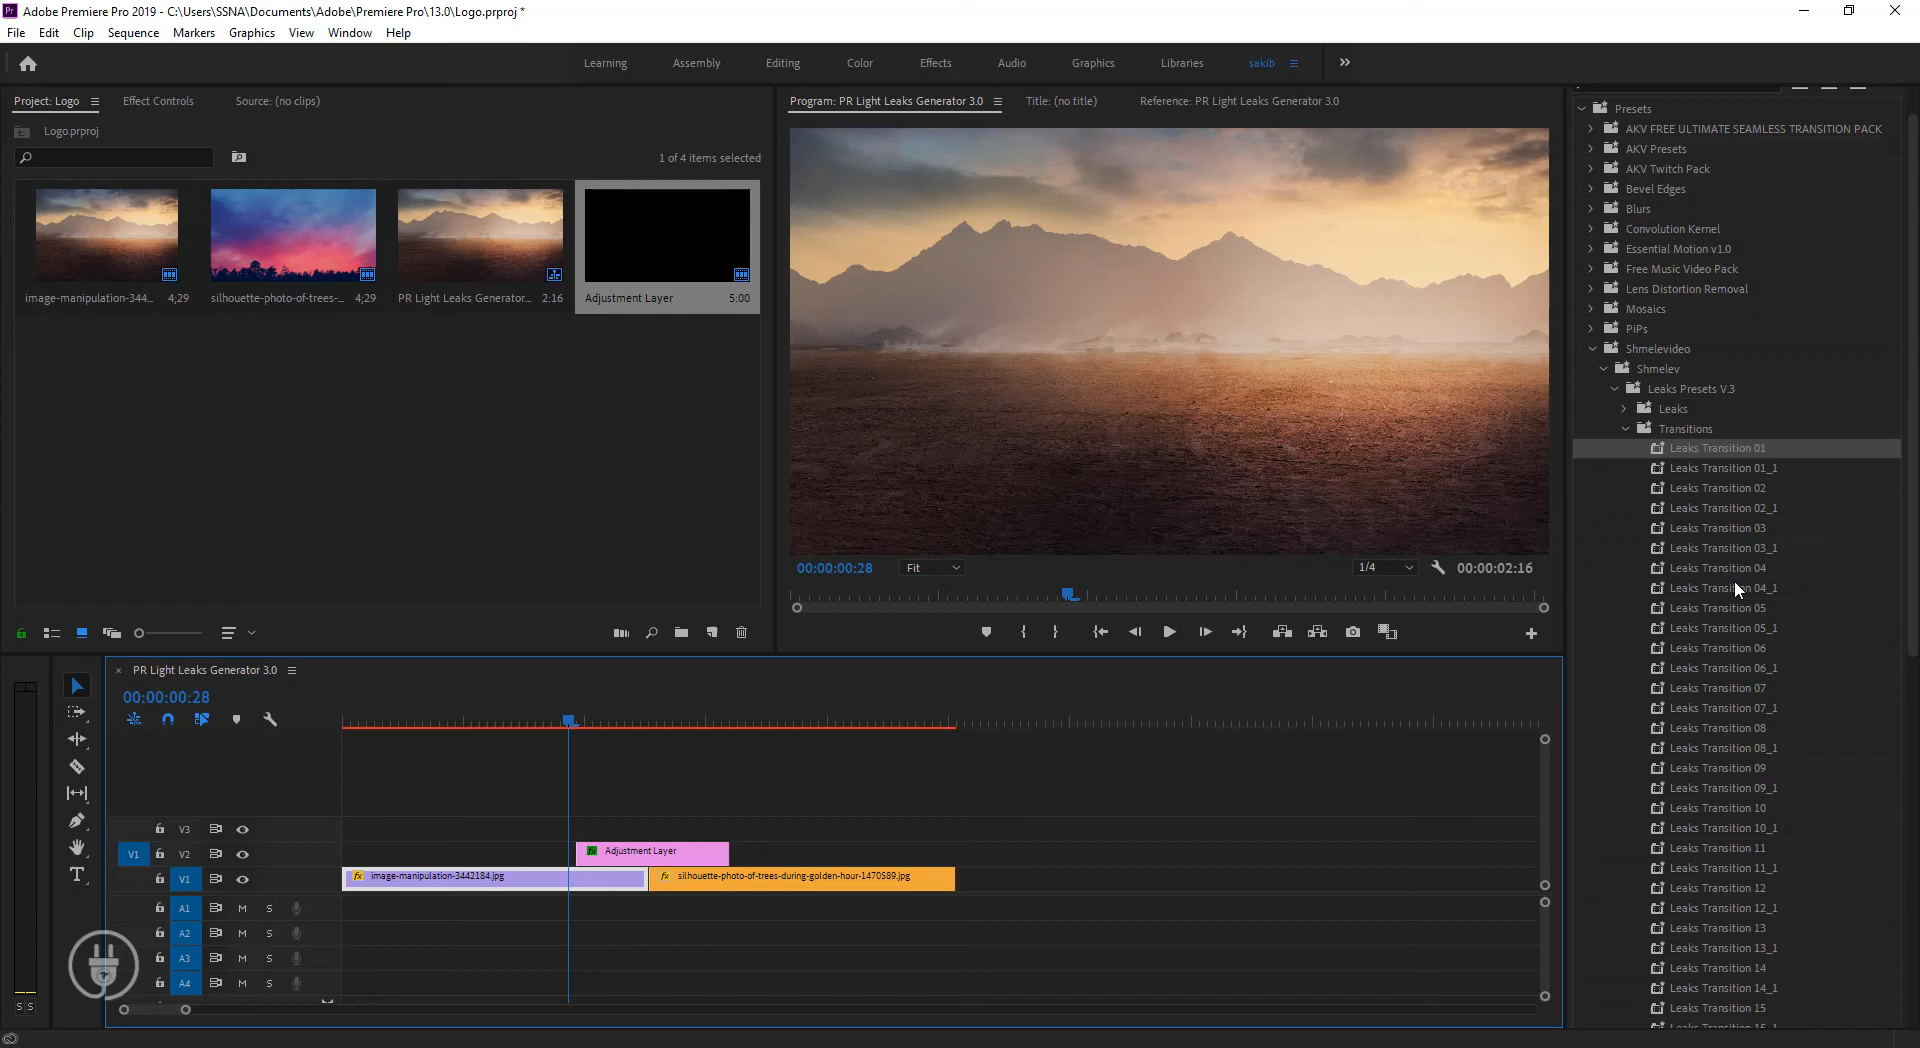 Pr Adobe Premiere Pro 2019 - C:\Users\SSNA\Documents\Adobe\Premiere Pro\13.0\Logo.prproj *
File Edit Clip Sequence Markers Graphics View Window Help
Learning Assembly Editing Color Effects Audio Graphics Libraries sakib
Project: Logo Effect Controls Source: (no clips)
Logo.prproj
1 of 4 items selected
image-manipulation-344... 4;29
silhouette-photo-of-trees-... 4;29
PR Light Leaks Generator... 2:16
Adjustment Layer 5:00
Program: PR Light Leaks Generator 3.0 Title: (no title) Reference: PR Light Leaks Generator 3.0
00:00:00:28 Fit 1/4 00:00:02:16
Presets
AKV FREE ULTIMATE SEAMLESS TRANSITION PACK
AKV Presets
AKV Twitch Pack
Bevel Edges
Blurs
Convolution Kernel
Essential Motion v1.0
Free Music Video Pack
Lens Distortion Removal
Mosaics
PiPs
Shmelevideo
Shmelev
Leaks Presets V.3
Leaks
Transitions
Leaks Transition 01
Leaks Transition 01_1
Leaks Transition 02
Leaks Transition 02_1
Leaks Transition 03
Leaks Transition 03_1
Leaks Transition 04
Leaks Transition 04_1
Leaks Transition 05
Leaks Transition 05_1
Leaks Transition 06
Leaks Transition 06_1
Leaks Transition 07
Leaks Transition 07_1
Leaks Transition 08
Leaks Transition 08_1
Leaks Transition 09
Leaks Transition 09_1
Leaks Transition 10
Leaks Transition 10_1
Leaks Transition 11
Leaks Transition 11_1
Leaks Transition 12
Leaks Transition 12_1
Leaks Transition 13
Leaks Transition 13_1
Leaks Transition 14
Leaks Transition 14_1
Leaks Transition 15
Leaks Transition 15_1
PR Light Leaks Generator 3.0
00:00:00:28
V3
V1 V2 fx Adjustment Layer
V1 fx image-manipulation-3442184.jpg fx silhouette-photo-of-trees-during-golden-hour-1470589.jpg
A1 M S
A2 M S
A3 M S
A4 M S
S S